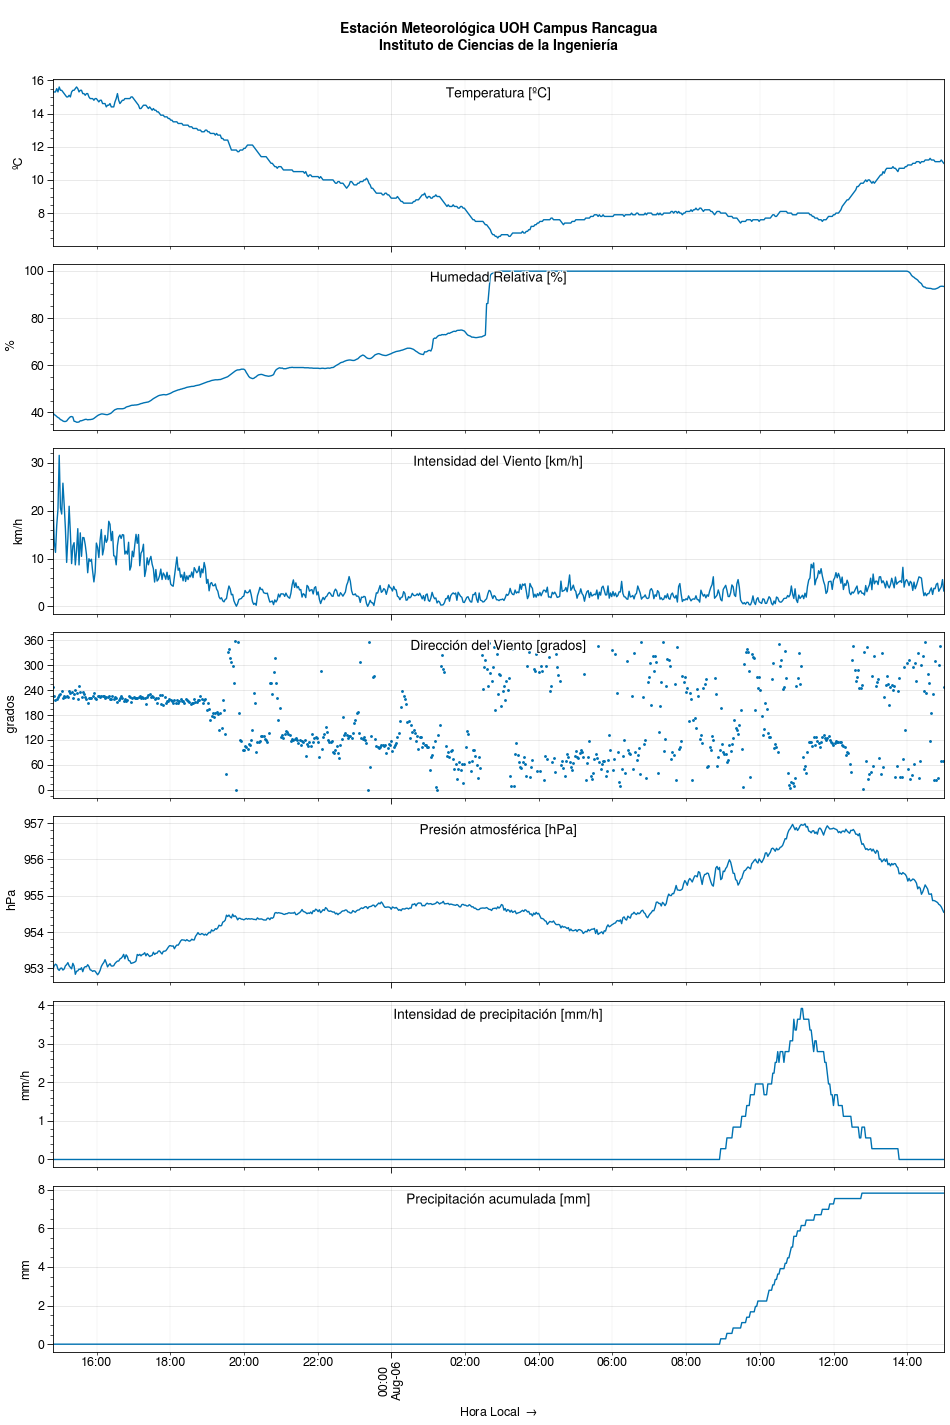 Estación Meteorológica UOH Campus Rancagua
Instituto de Ciencias de la Ingeniería
Temperatura [ºC]
ºC
16
14
12
10
8
Humedad Relativa [%]
%
100
80
60
40
Intensidad del Viento [km/h]
km/h
30
20
10
0
Dirección del Viento [grados]
grados
360
300
240
180
120
60
0
Presión atmosférica [hPa]
hPa
957
956
955
954
953
Intensidad de precipitación [mm/h]
mm/h
4
3
2
1
0
Precipitación acumulada [mm]
mm
8
6
4
2
0
16:00 18:00 20:00 22:00 00:00 02:00 04:00 06:00 08:00 10:00 12:00 14:00
Aug-06
Hora Local →